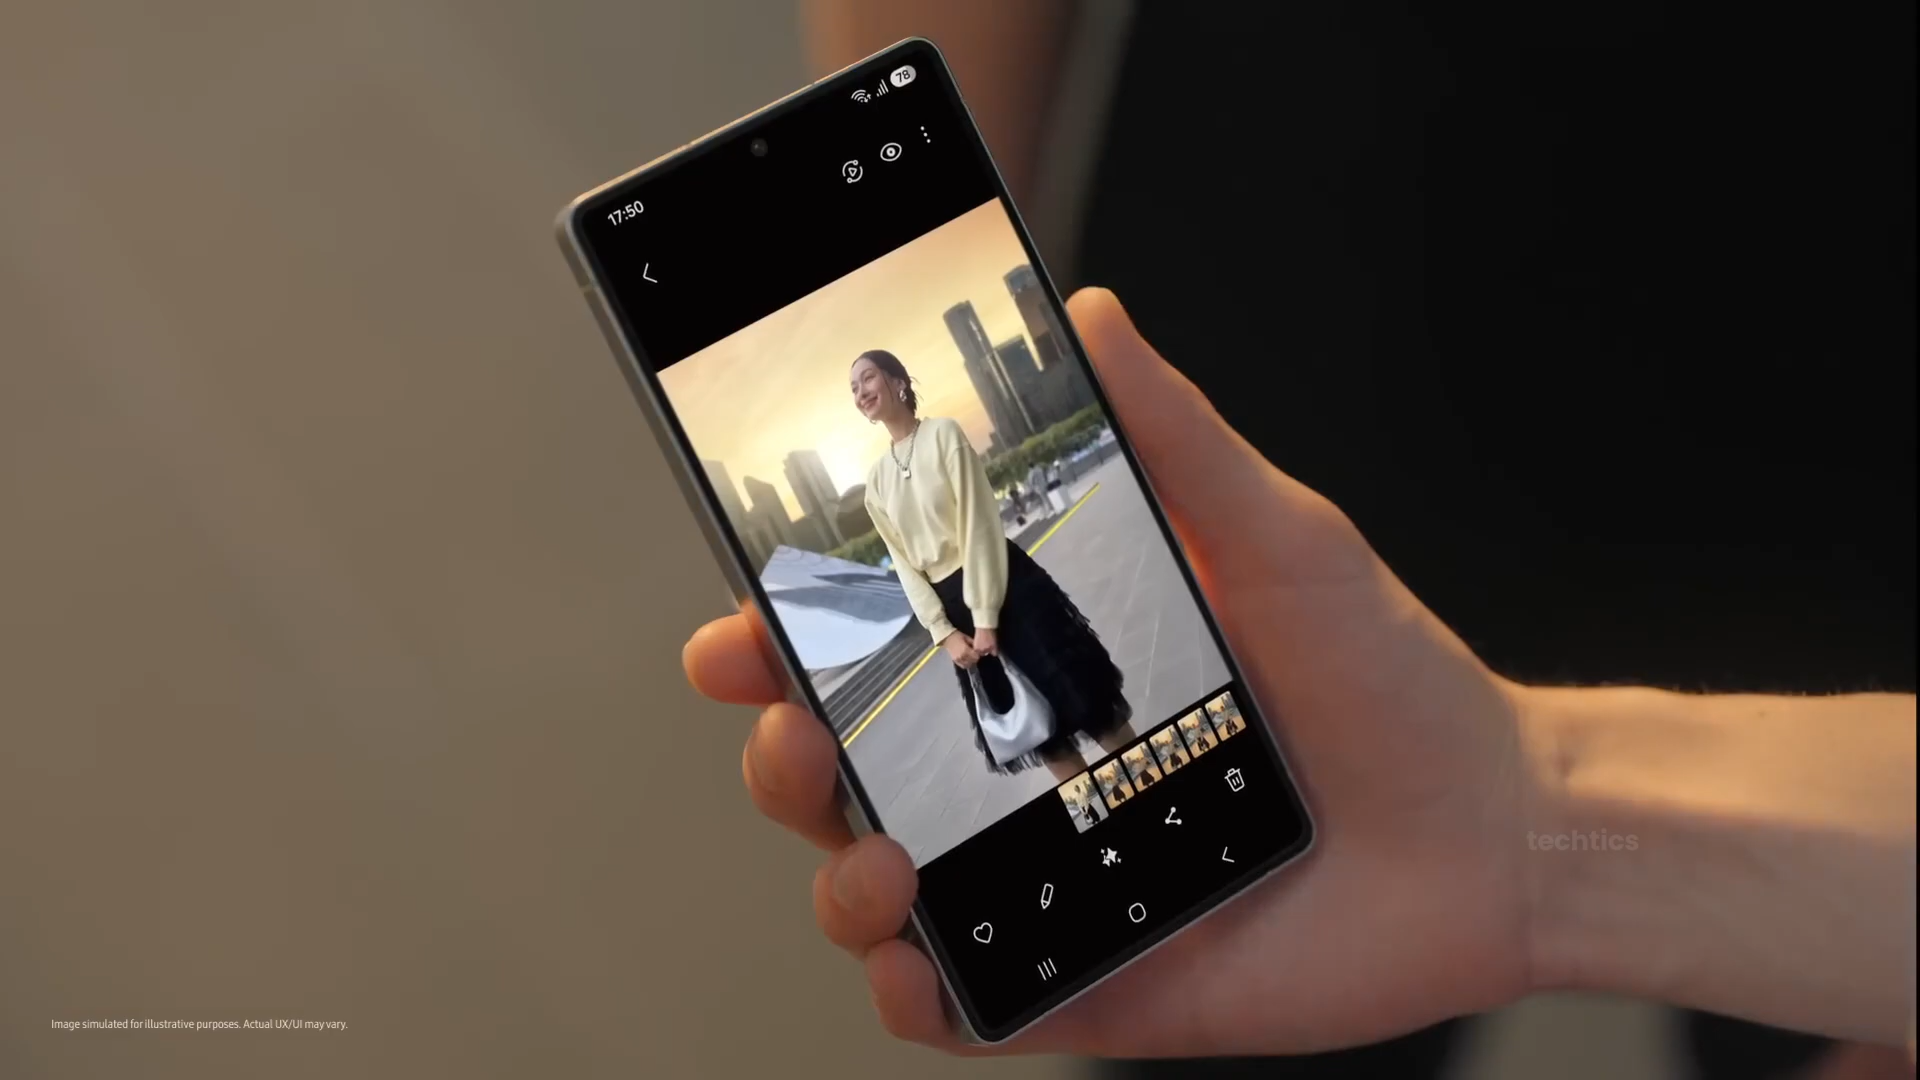 78
17:50
techtics
Image simulated for illustrative purposes. Actual UX/UI may vary.